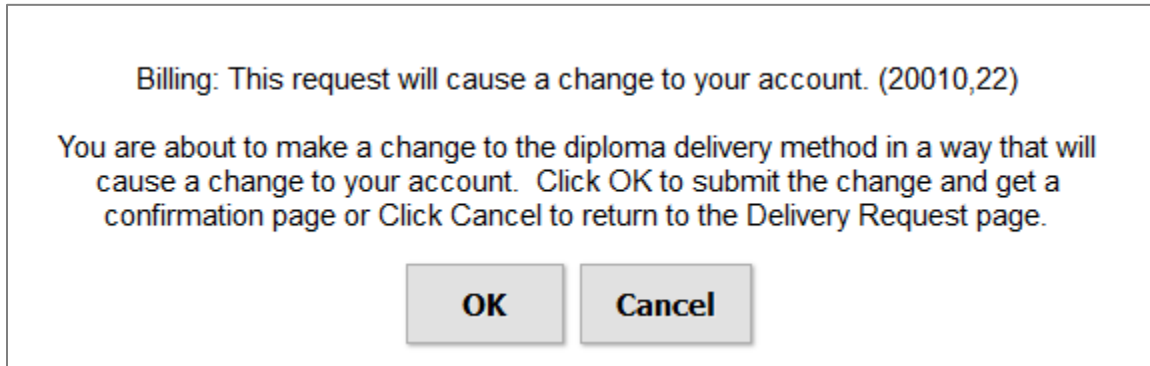 Billing: This request will cause a change to your account. (20010,22)
You are about to make a change to the diploma delivery method in a way that will
cause a change to your account.  Click OK to submit the change and get a
confirmation page or Click Cancel to return to the Delivery Request page.
OK Cancel